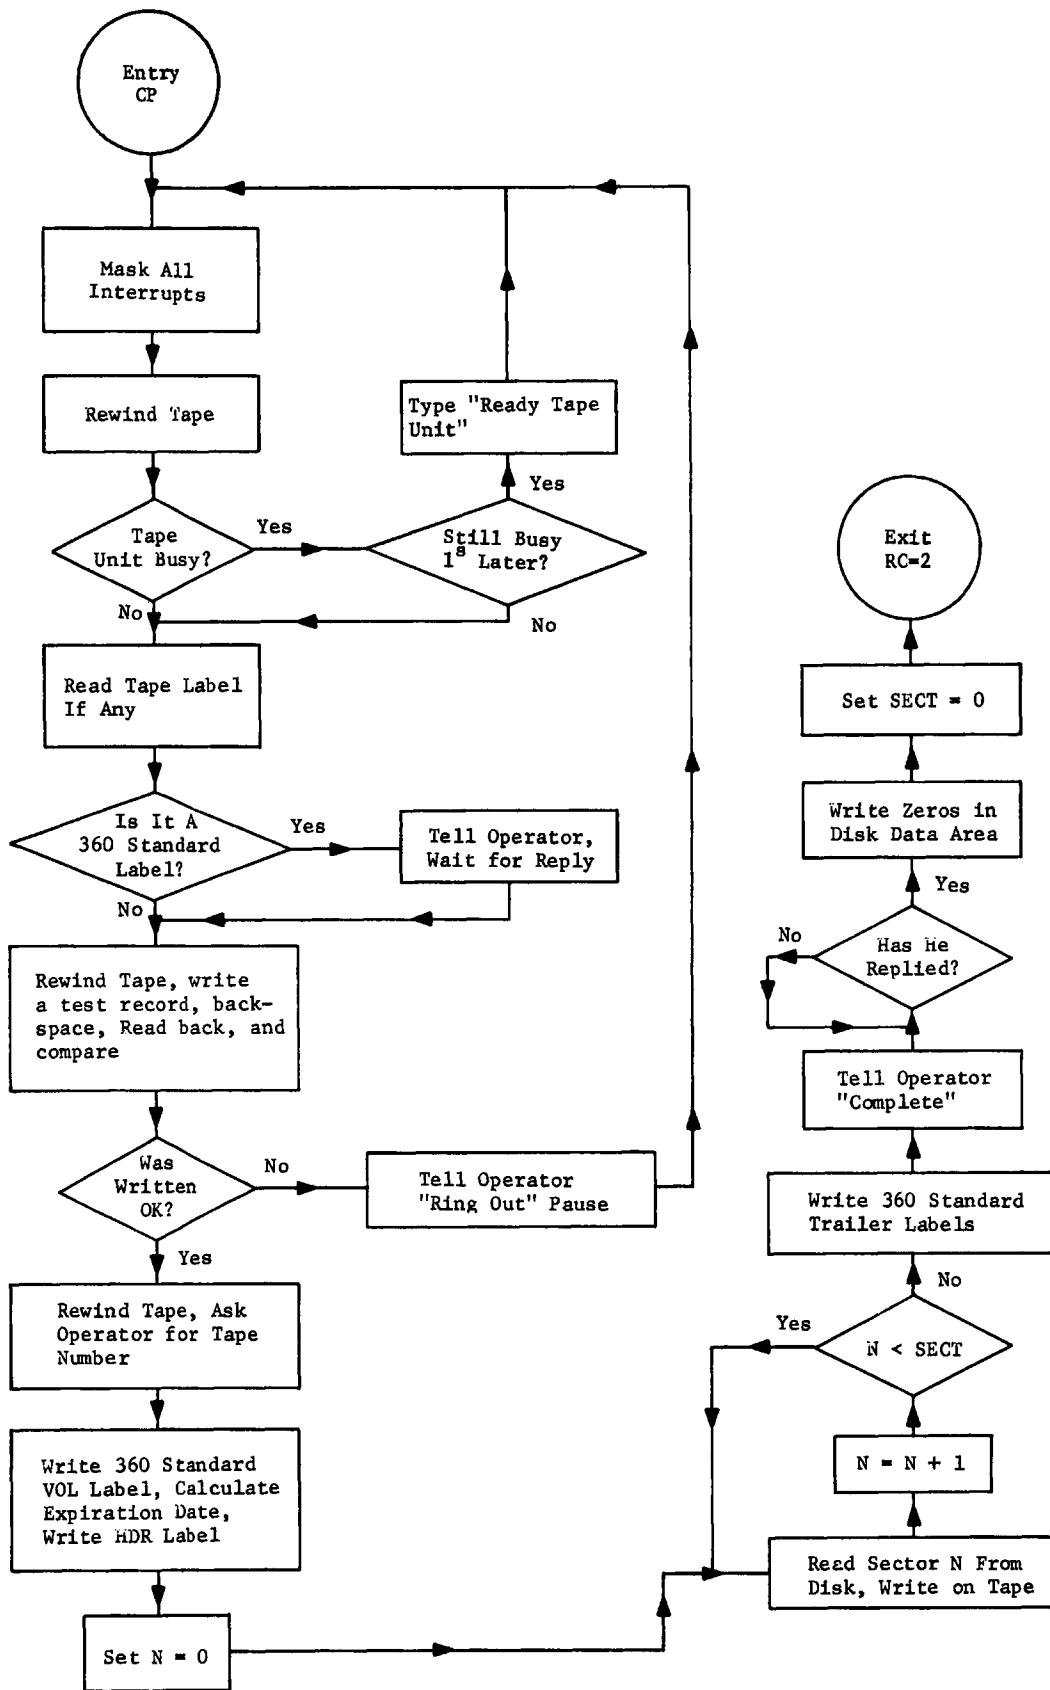 Entry
CP
Mask All
Interrupts
Rewind Tape
Type "Ready Tape
Unit"
Yes
Tape
Unit Busy?
Yes
Still Busy
1s Later?
No
No
Read Tape Label
If Any
Is It A
360 Standard
Label?
Yes
Tell Operator,
Wait for Reply
No
Rewind Tape, write
a test record, back-
space, Read back, and
compare
Was
Written
OK?
No
Tell Operator
"Ring Out" Pause
Yes
Rewind Tape, Ask
Operator for Tape
Number
Write 360 Standard
VOL Label, Calculate
Expiration Date,
Write HDR Label
Set N = 0
Read Sector N From
Disk, Write on Tape
N = N + 1
N < SECT
Yes
No
Write 360 Standard
Trailer Labels
Tell Operator
"Complete"
Has He
Replied?
No
Yes
Write Zeros in
Disk Data Area
Set SECT = 0
Exit
RC=2